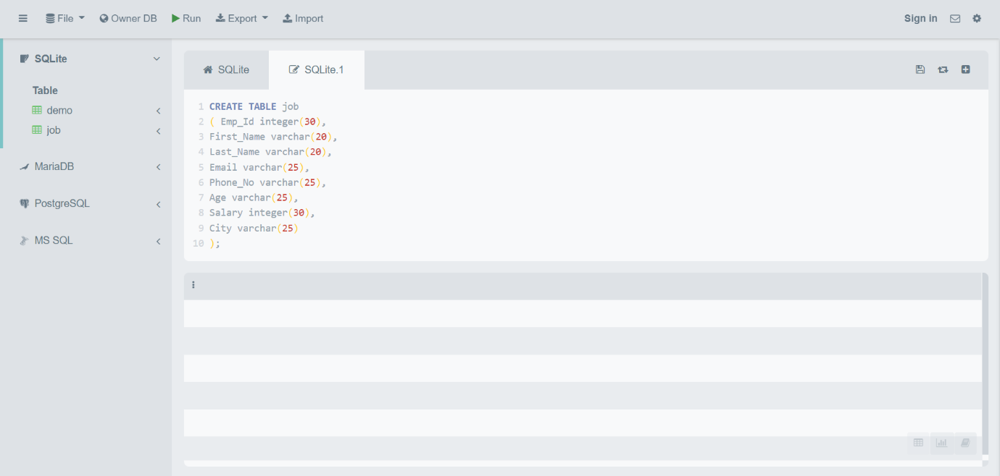 File Owner DB Run Export Import Sign in
SQLite
Table
demo
job
MariaDB
PostgreSQL
MS SQL
SQLite SQLite.1
1 CREATE TABLE job
2 ( Emp_Id integer(30),
3 First_Name varchar(20),
4 Last_Name varchar(20),
5 Email varchar(25),
6 Phone_No varchar(25),
7 Age varchar(25),
8 Salary integer(30),
9 City varchar(25)
10 );